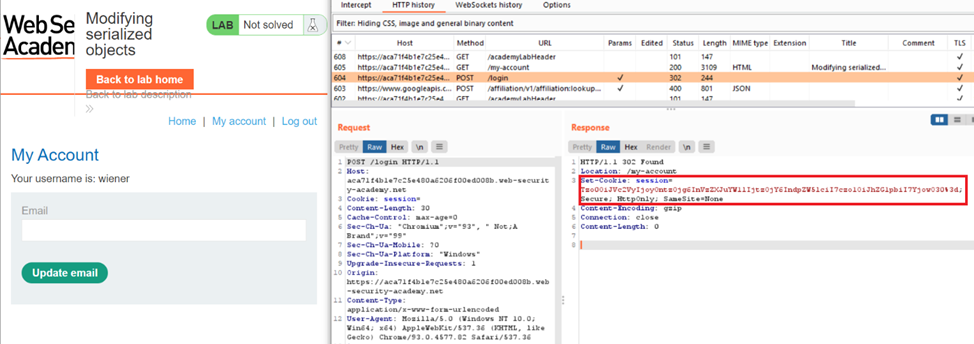 WebSe
Academ
Modifying
serialized
objects
LAB Not solved
Back to lab home
Back to lab description
Home | My account | Log out
My Account
Your username is: wiener
Email
Update email
Intercept HTTP history WebSockets history Options
Filter: Hiding CSS, image and general binary content
# Host Method URL Params Edited Status Length MIME type Extension Title Comment TLS
608 https://aca71f4b1e7c25e4... GET /academyLabHeader 101 147 ✓
605 https://aca71f4b1e7c25e4... GET /my-account 200 3109 HTML Modifying serialized... ✓
604 https://aca71f4b1e7c25e4... POST /login ✓ 302 244 ✓
603 https://www.googleapis.c... POST /affiliation/v1/affiliation:lookup... ✓ 400 801 JSON ✓
602 https://aca71f4b1e7c25e4... GET /academyLabHeader 101 147
Request
Pretty Raw Hex \n
1 POST /login HTTP/1.1
2 Host:
aca71f4b1e7c25e480a6206f00ed008b.web-securit
y-academy.net
3 Cookie: session=
4 Content-Length: 30
5 Cache-Control: max-age=0
6 Sec-Ch-Ua: "Chromium";v="93", " Not;A
Brand";v="99"
7 Sec-Ch-Ua-Mobile: ?0
8 Sec-Ch-Ua-Platform: "Windows"
9 Upgrade-Insecure-Requests: 1
10 Origin:
https://aca71f4b1e7c25e480a6206f00ed008b.web
-security-academy.net
11 Content-Type:
application/x-www-form-urlencoded
12 User-Agent: Mozilla/5.0 (Windows NT 10.0;
Win64; x64) AppleWebKit/537.36 (KHTML, like
Gecko) Chrome/93.0.4577.82 Safari/537.36
Response
Pretty Raw Hex Render \n
1 HTTP/1.1 302 Found
2 Location: /my-account
3 Set-Cookie: session=
Secure; HttpOnly; SameSite=None
4 Content-Encoding: gzip
5 Connection: close
6 Content-Length: 0
7
8